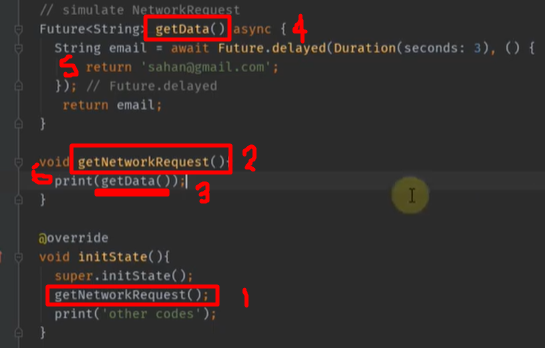 // simulate NetworkRequest
Future<String> getData() async { 4
String email = await Future.delayed(Duration(seconds: 3), () {
5 return 'sahan@gmail.com';
}); // Future.delayed
return email;
}
void getNetworkRequest(){ 2
6 print(getData()); 3
}
@override
void initState(){
super.initState();
getNetworkRequest(); 1
print('other codes');
}